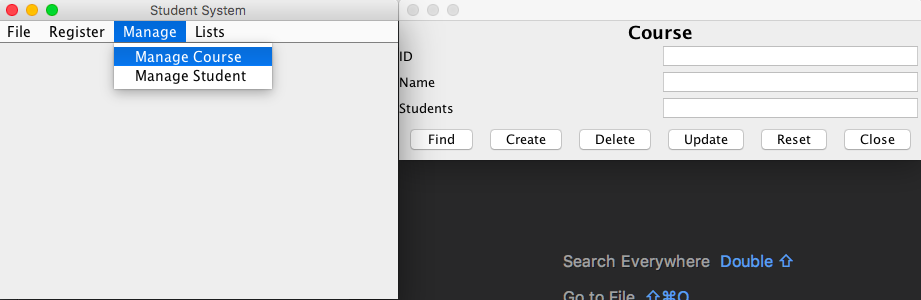 Student System
File Register Manage Lists
Manage Course
Manage Student
Course
ID
Name
Students
Find Create Delete Update Reset Close
Search Everywhere Double ⇧
Go to File ⇧⌘O